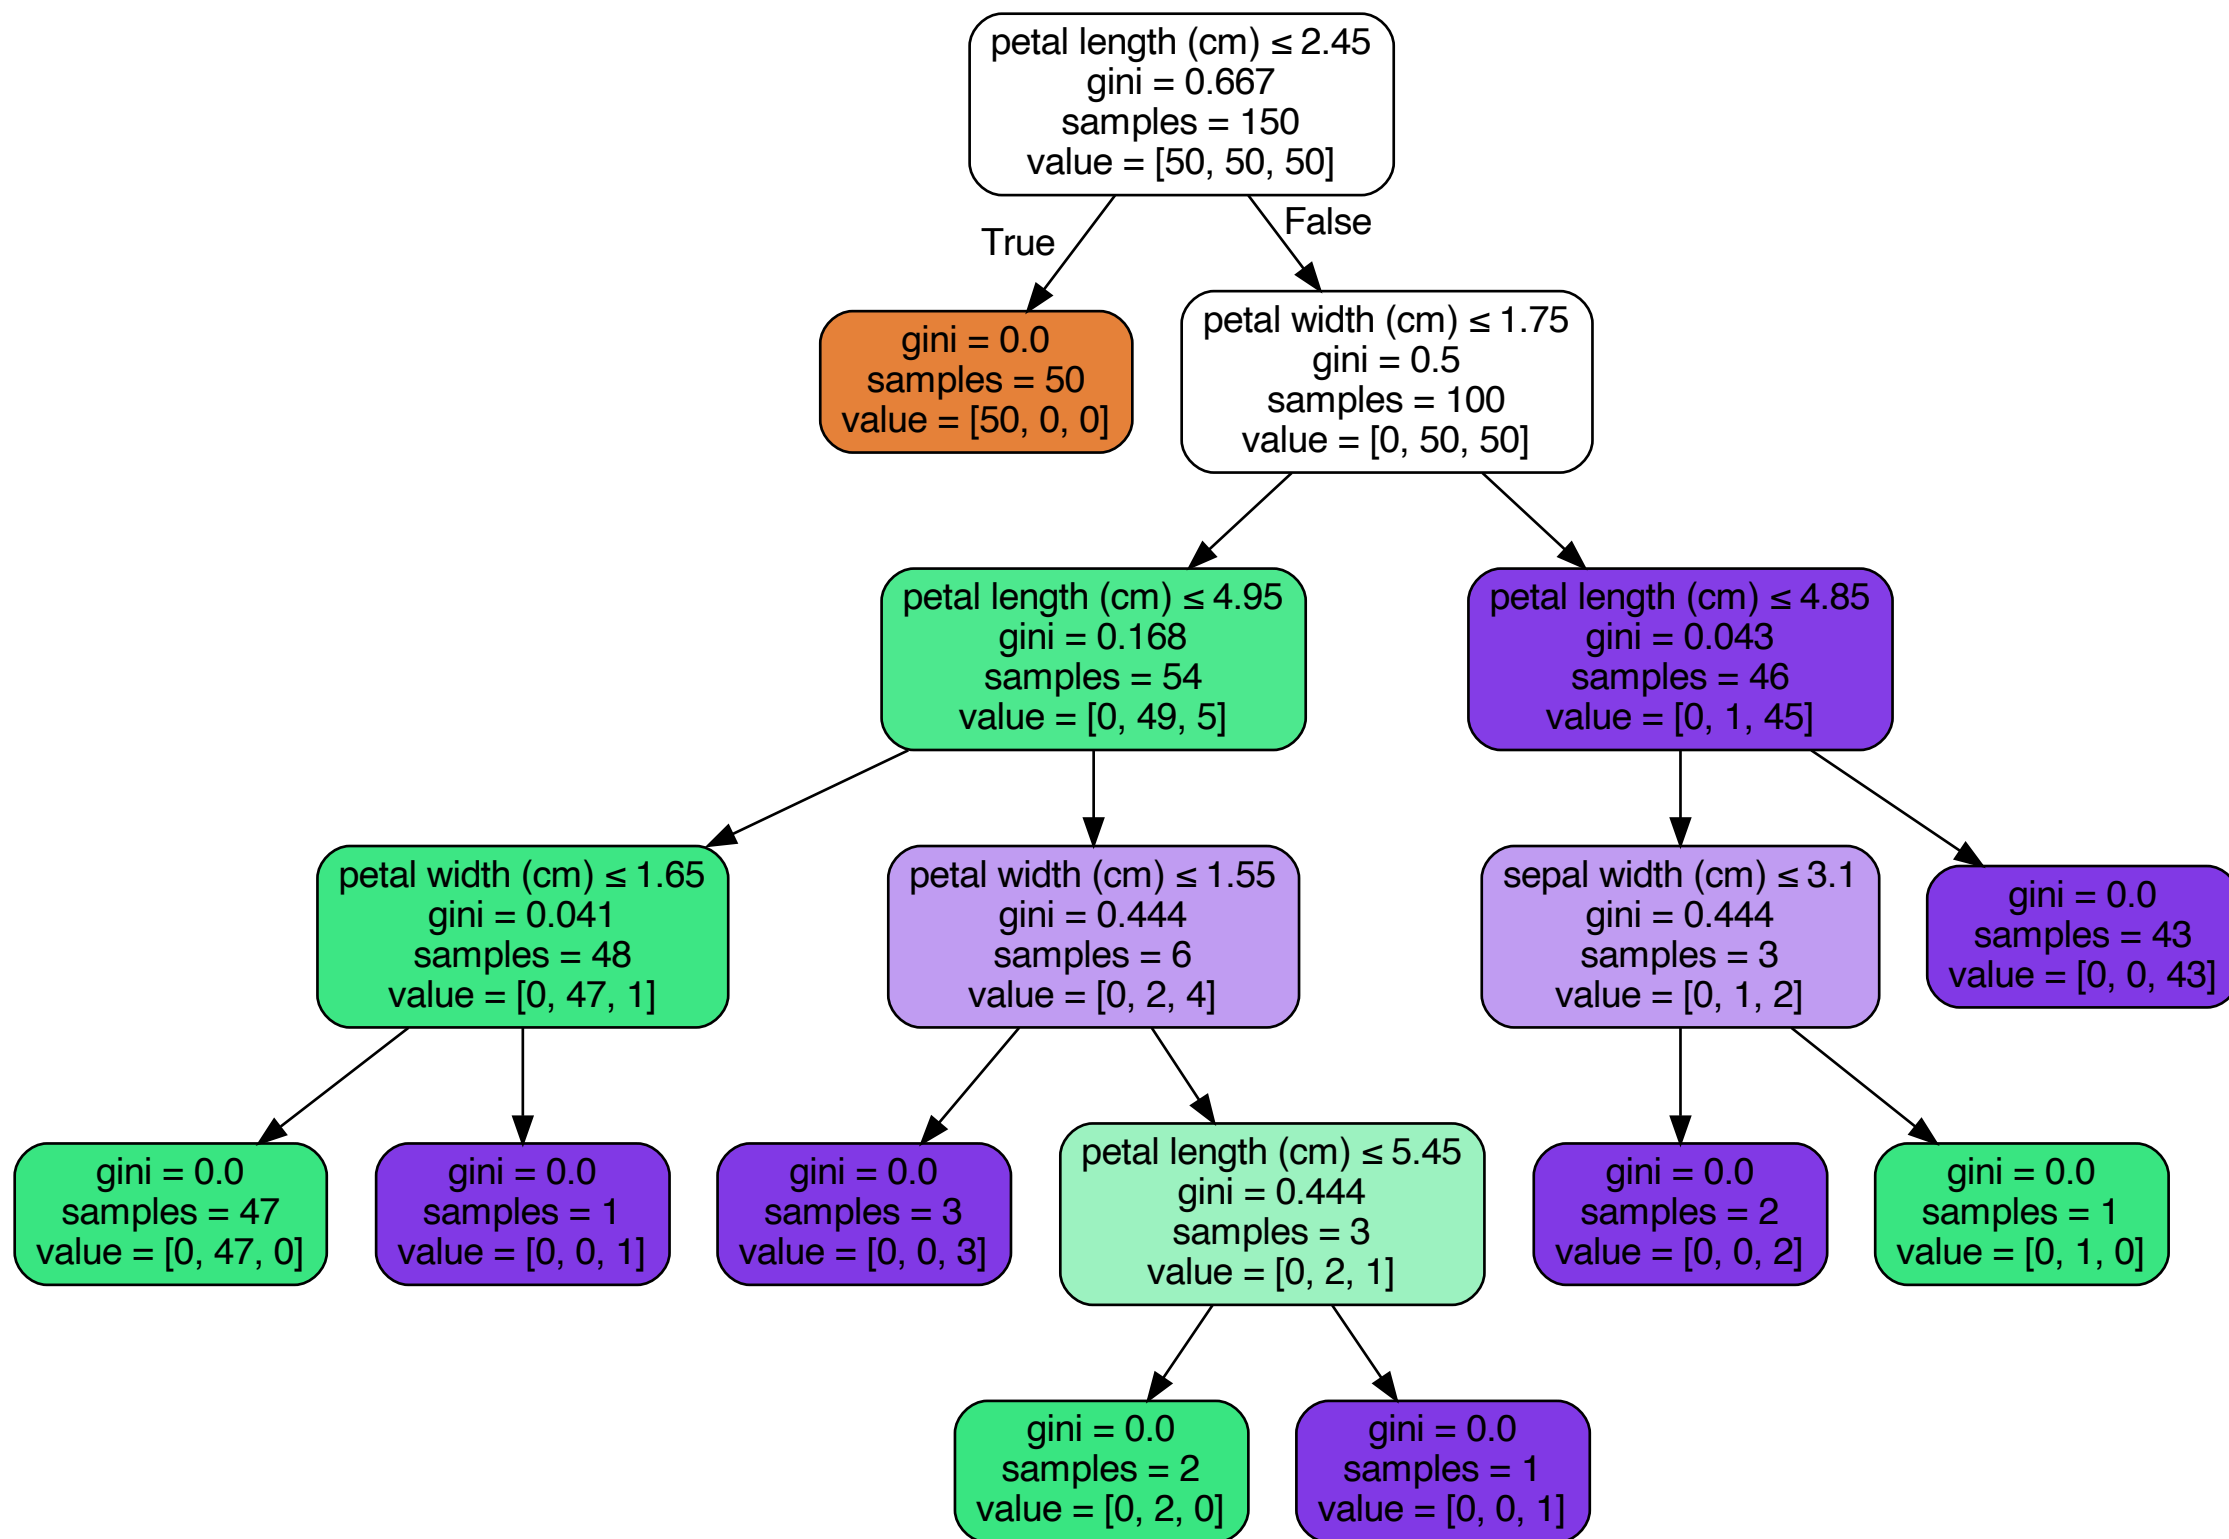 petal length (cm) ≤ 2.45
gini = 0.667
samples = 150
value = [50, 50, 50]
True
False
gini = 0.0
samples = 50
value = [50, 0, 0]
petal width (cm) ≤ 1.75
gini = 0.5
samples = 100
value = [0, 50, 50]
petal length (cm) ≤ 4.95
gini = 0.168
samples = 54
value = [0, 49, 5]
petal length (cm) ≤ 4.85
gini = 0.043
samples = 46
value = [0, 1, 45]
petal width (cm) ≤ 1.65
gini = 0.041
samples = 48
value = [0, 47, 1]
petal width (cm) ≤ 1.55
gini = 0.444
samples = 6
value = [0, 2, 4]
sepal width (cm) ≤ 3.1
gini = 0.444
samples = 3
value = [0, 1, 2]
gini = 0.0
samples = 43
value = [0, 0, 43]
gini = 0.0
samples = 47
value = [0, 47, 0]
gini = 0.0
samples = 1
value = [0, 0, 1]
gini = 0.0
samples = 3
value = [0, 0, 3]
petal length (cm) ≤ 5.45
gini = 0.444
samples = 3
value = [0, 2, 1]
gini = 0.0
samples = 2
value = [0, 0, 2]
gini = 0.0
samples = 1
value = [0, 1, 0]
gini = 0.0
samples = 2
value = [0, 2, 0]
gini = 0.0
samples = 1
value = [0, 0, 1]